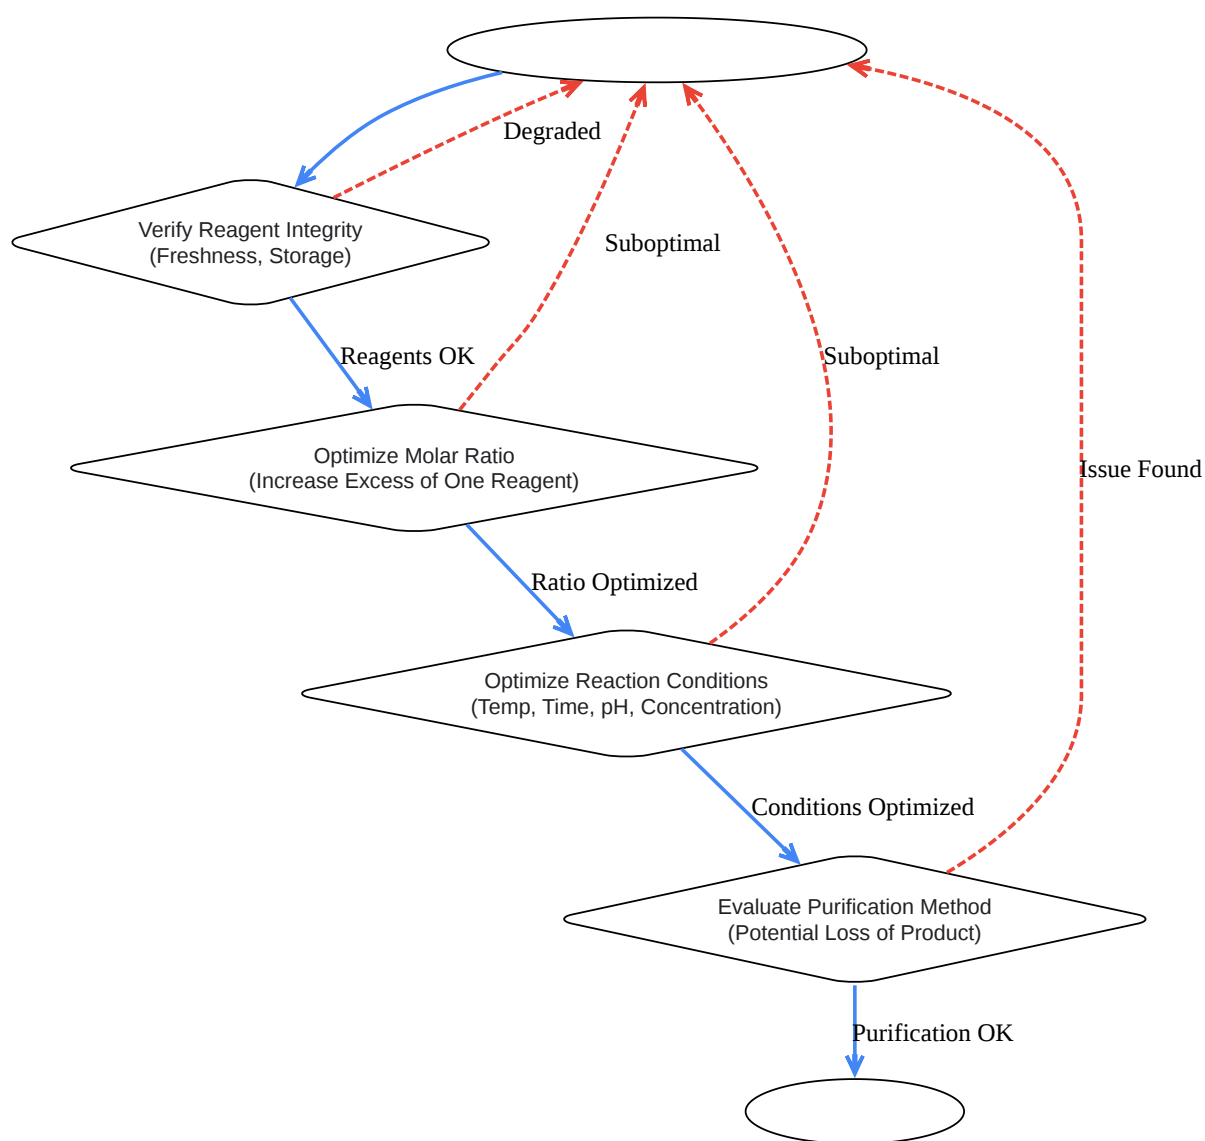 Degraded
Verify Reagent Integrity
(Freshness, Storage)
Suboptimal
Reagents OK
Suboptimal
Optimize Molar Ratio
(Increase Excess of One Reagent)
Issue Found
Ratio Optimized
Optimize Reaction Conditions
(Temp, Time, pH, Concentration)
Conditions Optimized
Evaluate Purification Method
(Potential Loss of Product)
Purification OK